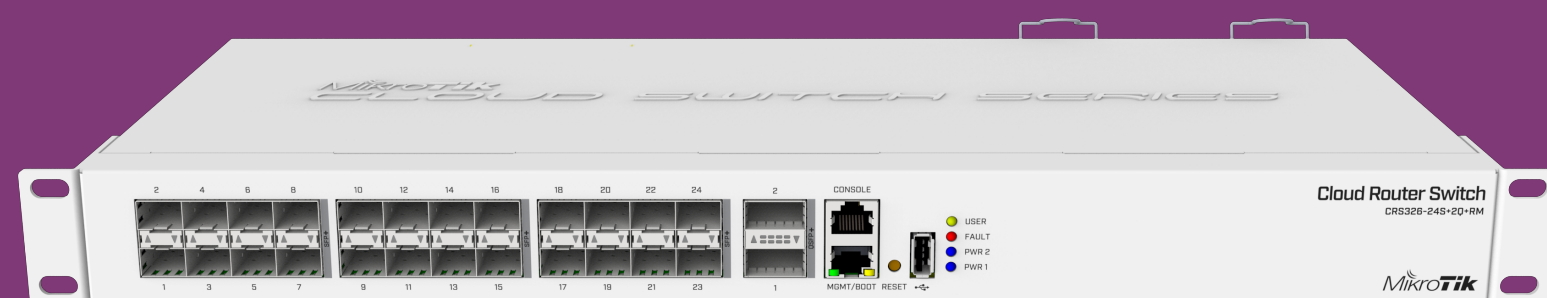 MikroTik
CLOUD SWITCH SERIES
2 4 6 8 10 12 14 16 18 20 22 24 2 CONSOLE
Cloud Router Switch
CRS326-24S+2Q+RM
USER
FAULT
SFP+ SFP+ SFP+ QSFP+
PWR 2
PWR 1
1 3 5 7 9 11 13 15 17 19 21 23 1 MGMT/BOOT RESET
MikroTik